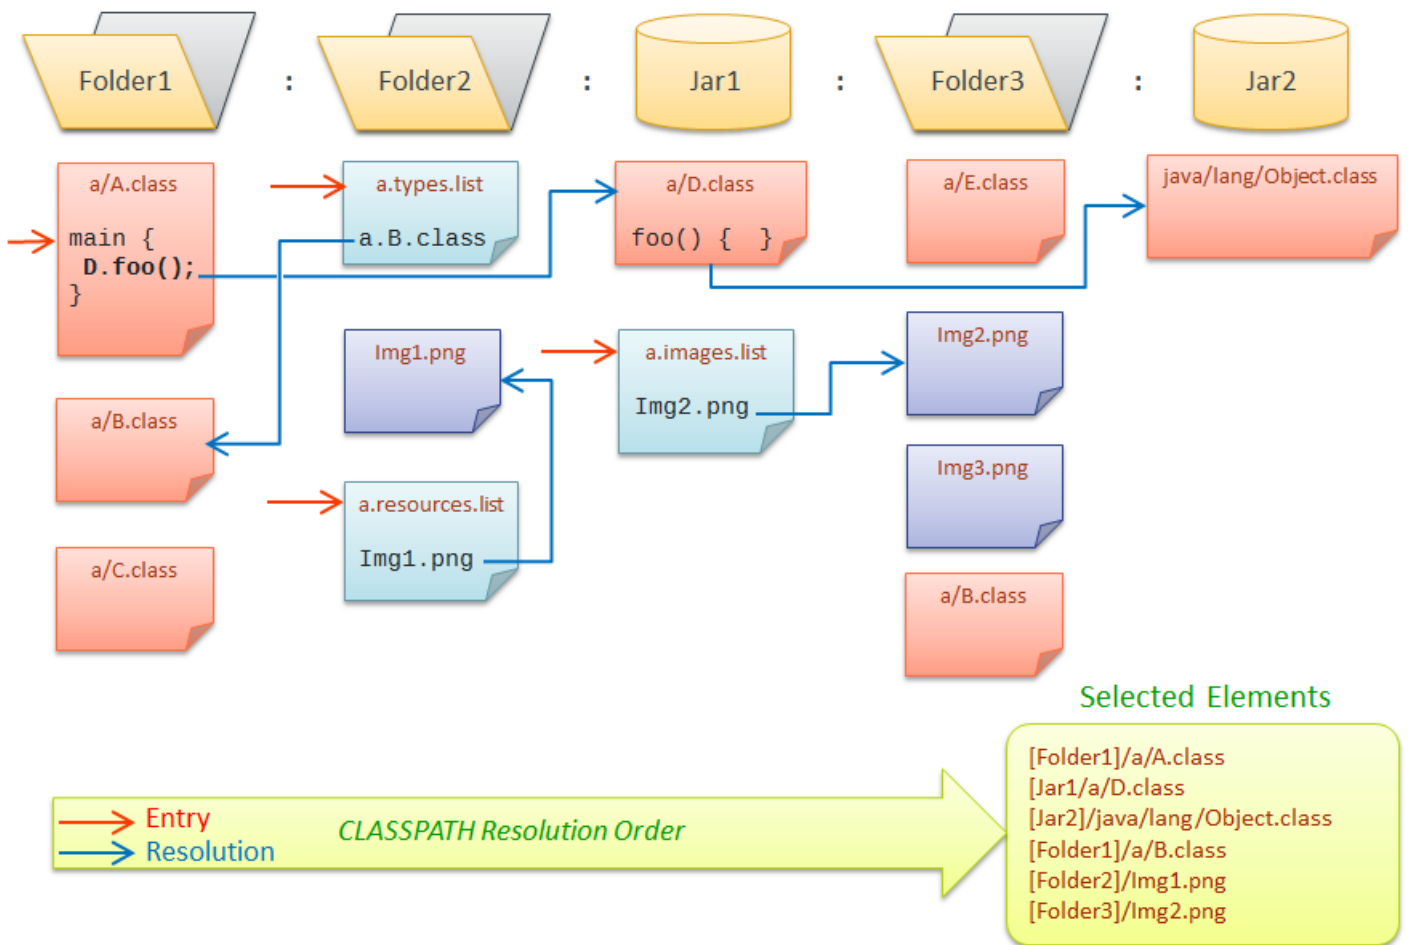 Folder1 : Folder2 : Jar1 : Folder3 : Jar2
a/A.class
main {
D.foo();
}
a/B.class
a/C.class
a.types.list
a.B.class
Img1.png
a.resources.list
Img1.png
a/D.class
foo() { }
a.images.list
Img2.png
a/E.class
Img2.png
Img3.png
a/B.class
java/lang/Object.class
Entry
Resolution
CLASSPATH Resolution Order
Selected Elements
[Folder1]/a/A.class
[Jar1/a/D.class
[Jar2]/java/lang/Object.class
[Folder1]/a/B.class
[Folder2]/Img1.png
[Folder3]/Img2.png